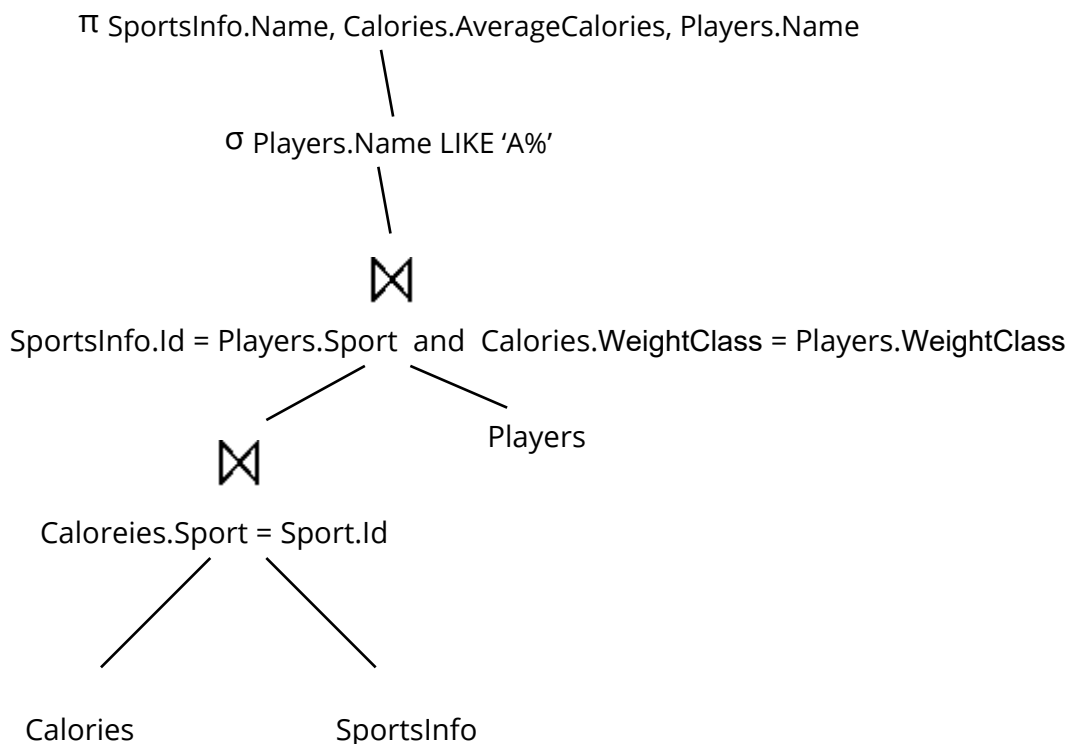 π SportsInfo.Name, Calories.AverageCalories, Players.Name
σ Players.Name LIKE ‘A%’
⋈
SportsInfo.Id = Players.Sport and Calories.WeightClass = Players.WeightClass
Players
⋈
Caloreies.Sport = Sport.Id
Calories SportsInfo